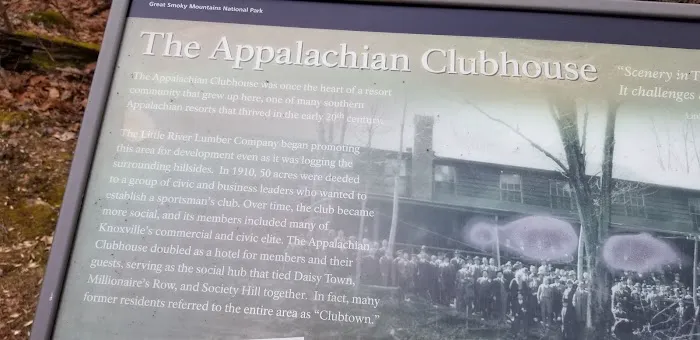 Great Smoky Mountains National Park
The Appalachian Clubhouse
"Scenery in T
It challenges
The Appalachian Clubhouse was once the heart of a resort
community that grew up here, one of many southern
Appalachian resorts that thrived in the early 20th century.
The Little River Lumber Company began promoting
this area for development even as it was logging the
surrounding hillsides. In 1910, 50 acres were deeded
to a group of civic and business leaders who wanted to
establish a sportsman's club. Over time, the club became
more social, and its members included many of
Knoxville's commercial and civic elite. The Appalachian
Clubhouse doubled as a hotel for members and their
guests, serving as the social hub that tied Daisy Town,
Millionaire's Row, and Society Hill together. In fact, many
former residents referred to the entire area as "Clubtown."